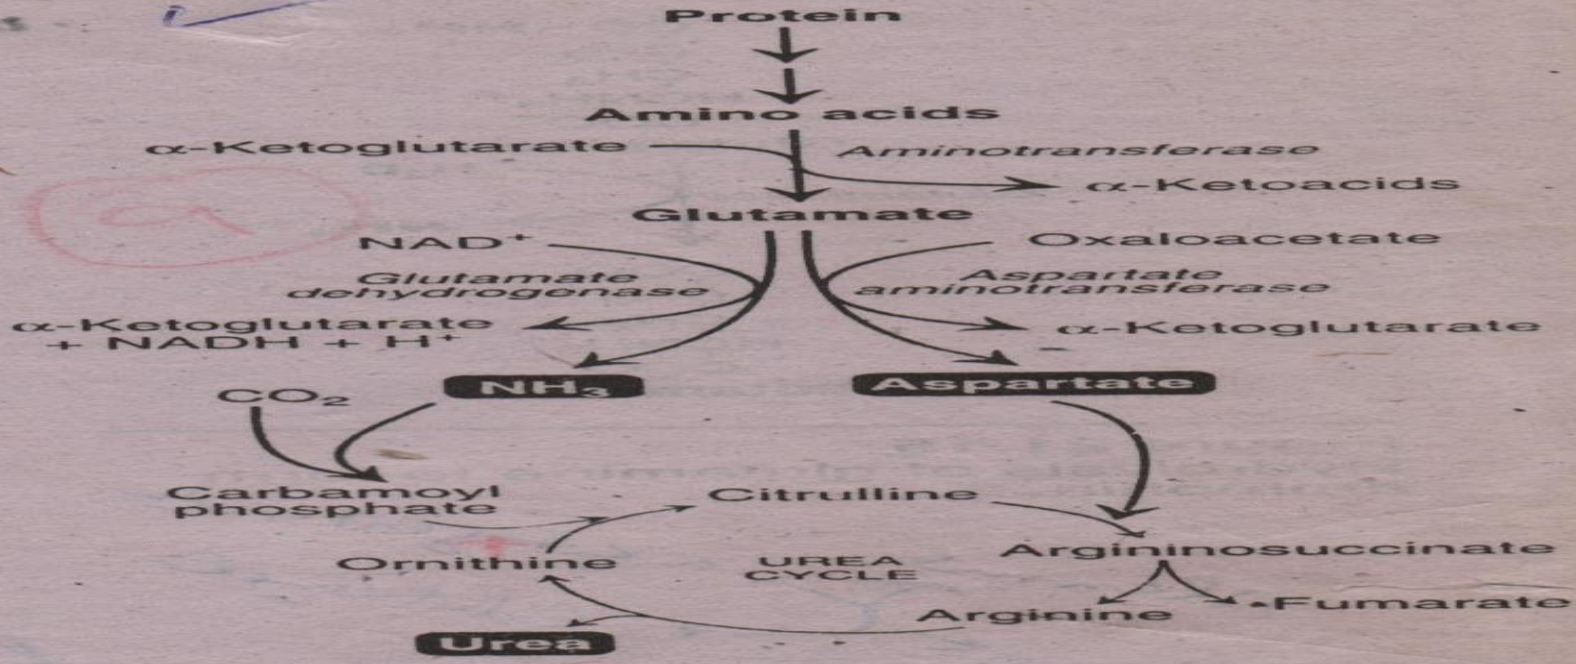 Protein
Amino acids
α-Ketoglutarate
Aminotransferase
α-Ketoacids
Glutamate
NAD⁺
Oxaloacetate
Glutamate
dehydrogenase
Aspartate
aminotransferase
α-Ketoglutarate
+ NADH + H⁺
α-Ketoglutarate
CO₂
NH₃
Aspartate
Carbamoyl
phosphate
Citrulline
Ornithine
UREA
CYCLE
Argininosuccinate
Arginine
Fumarate
Urea